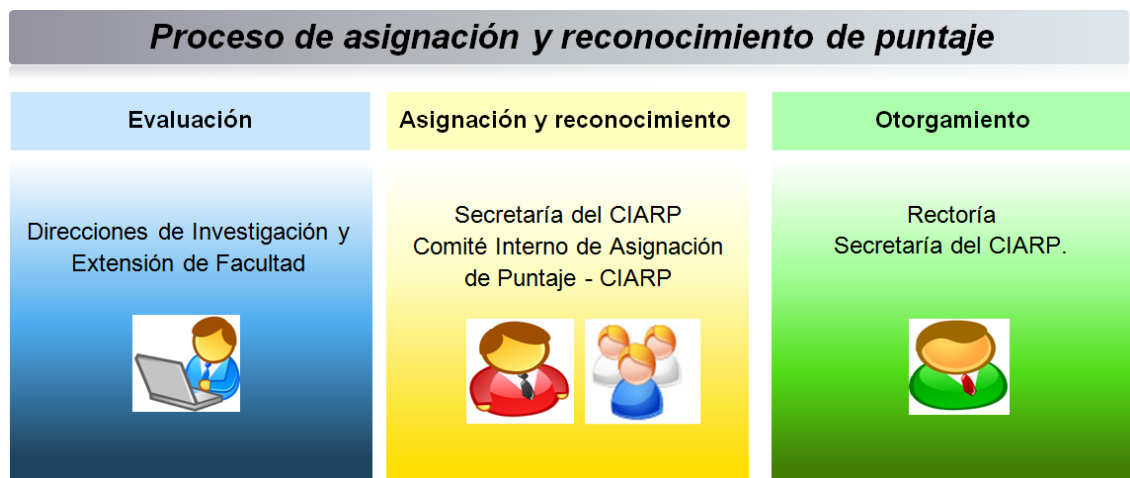 Proceso de asignación y reconocimiento de puntaje
Evaluación
Direcciones de Investigación y
Extensión de Facultad
Asignación y reconocimiento
Secretaría del CIARP
Comité Interno de Asignación
de Puntaje - CIARP
Otorgamiento
Rectoría
Secretaría del CIARP.